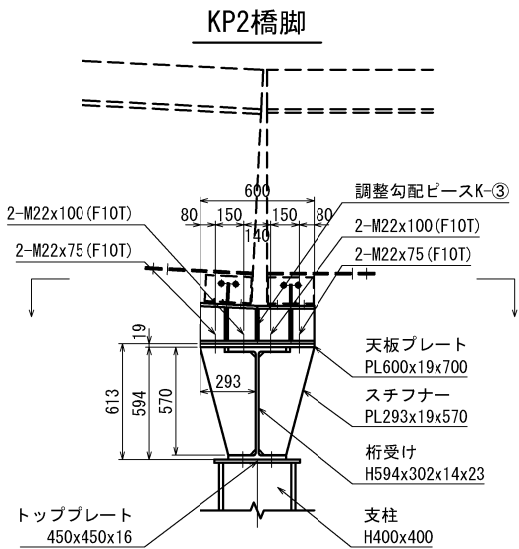 KP2橋脚
600
調整勾配ピースK-③
80 150 140 150 80
2-M22x100(F10T)
2-M22x100(F10T)
2-M22x75(F10T)
2-M22x75(F10T)
19
天板プレート
PL600x19x700
293
スチフナー
PL293x19x570
613
594
570
桁受け
H594x302x14x23
トッププレート
450x450x16
支柱
H400x400